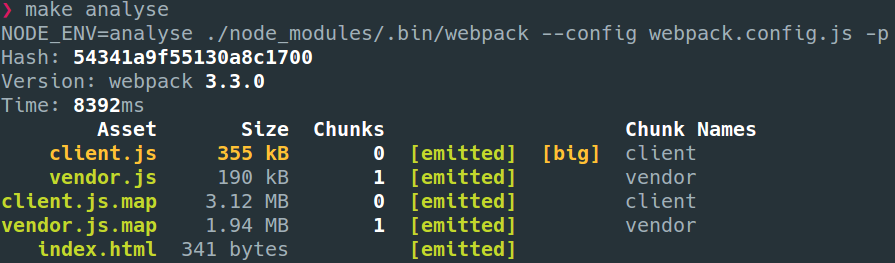 ❯ make analyse
NODE_ENV=analyse ./node_modules/.bin/webpack --config webpack.config.js -p
Hash: 54341a9f55130a8c1700
Version: webpack 3.3.0
Time: 8392ms
Asset Size Chunks Chunk Names
client.js 355 kB 0 [emitted] [big] client
vendor.js 190 kB 1 [emitted] vendor
client.js.map 3.12 MB 0 [emitted] client
vendor.js.map 1.94 MB 1 [emitted] vendor
index.html 341 bytes [emitted]